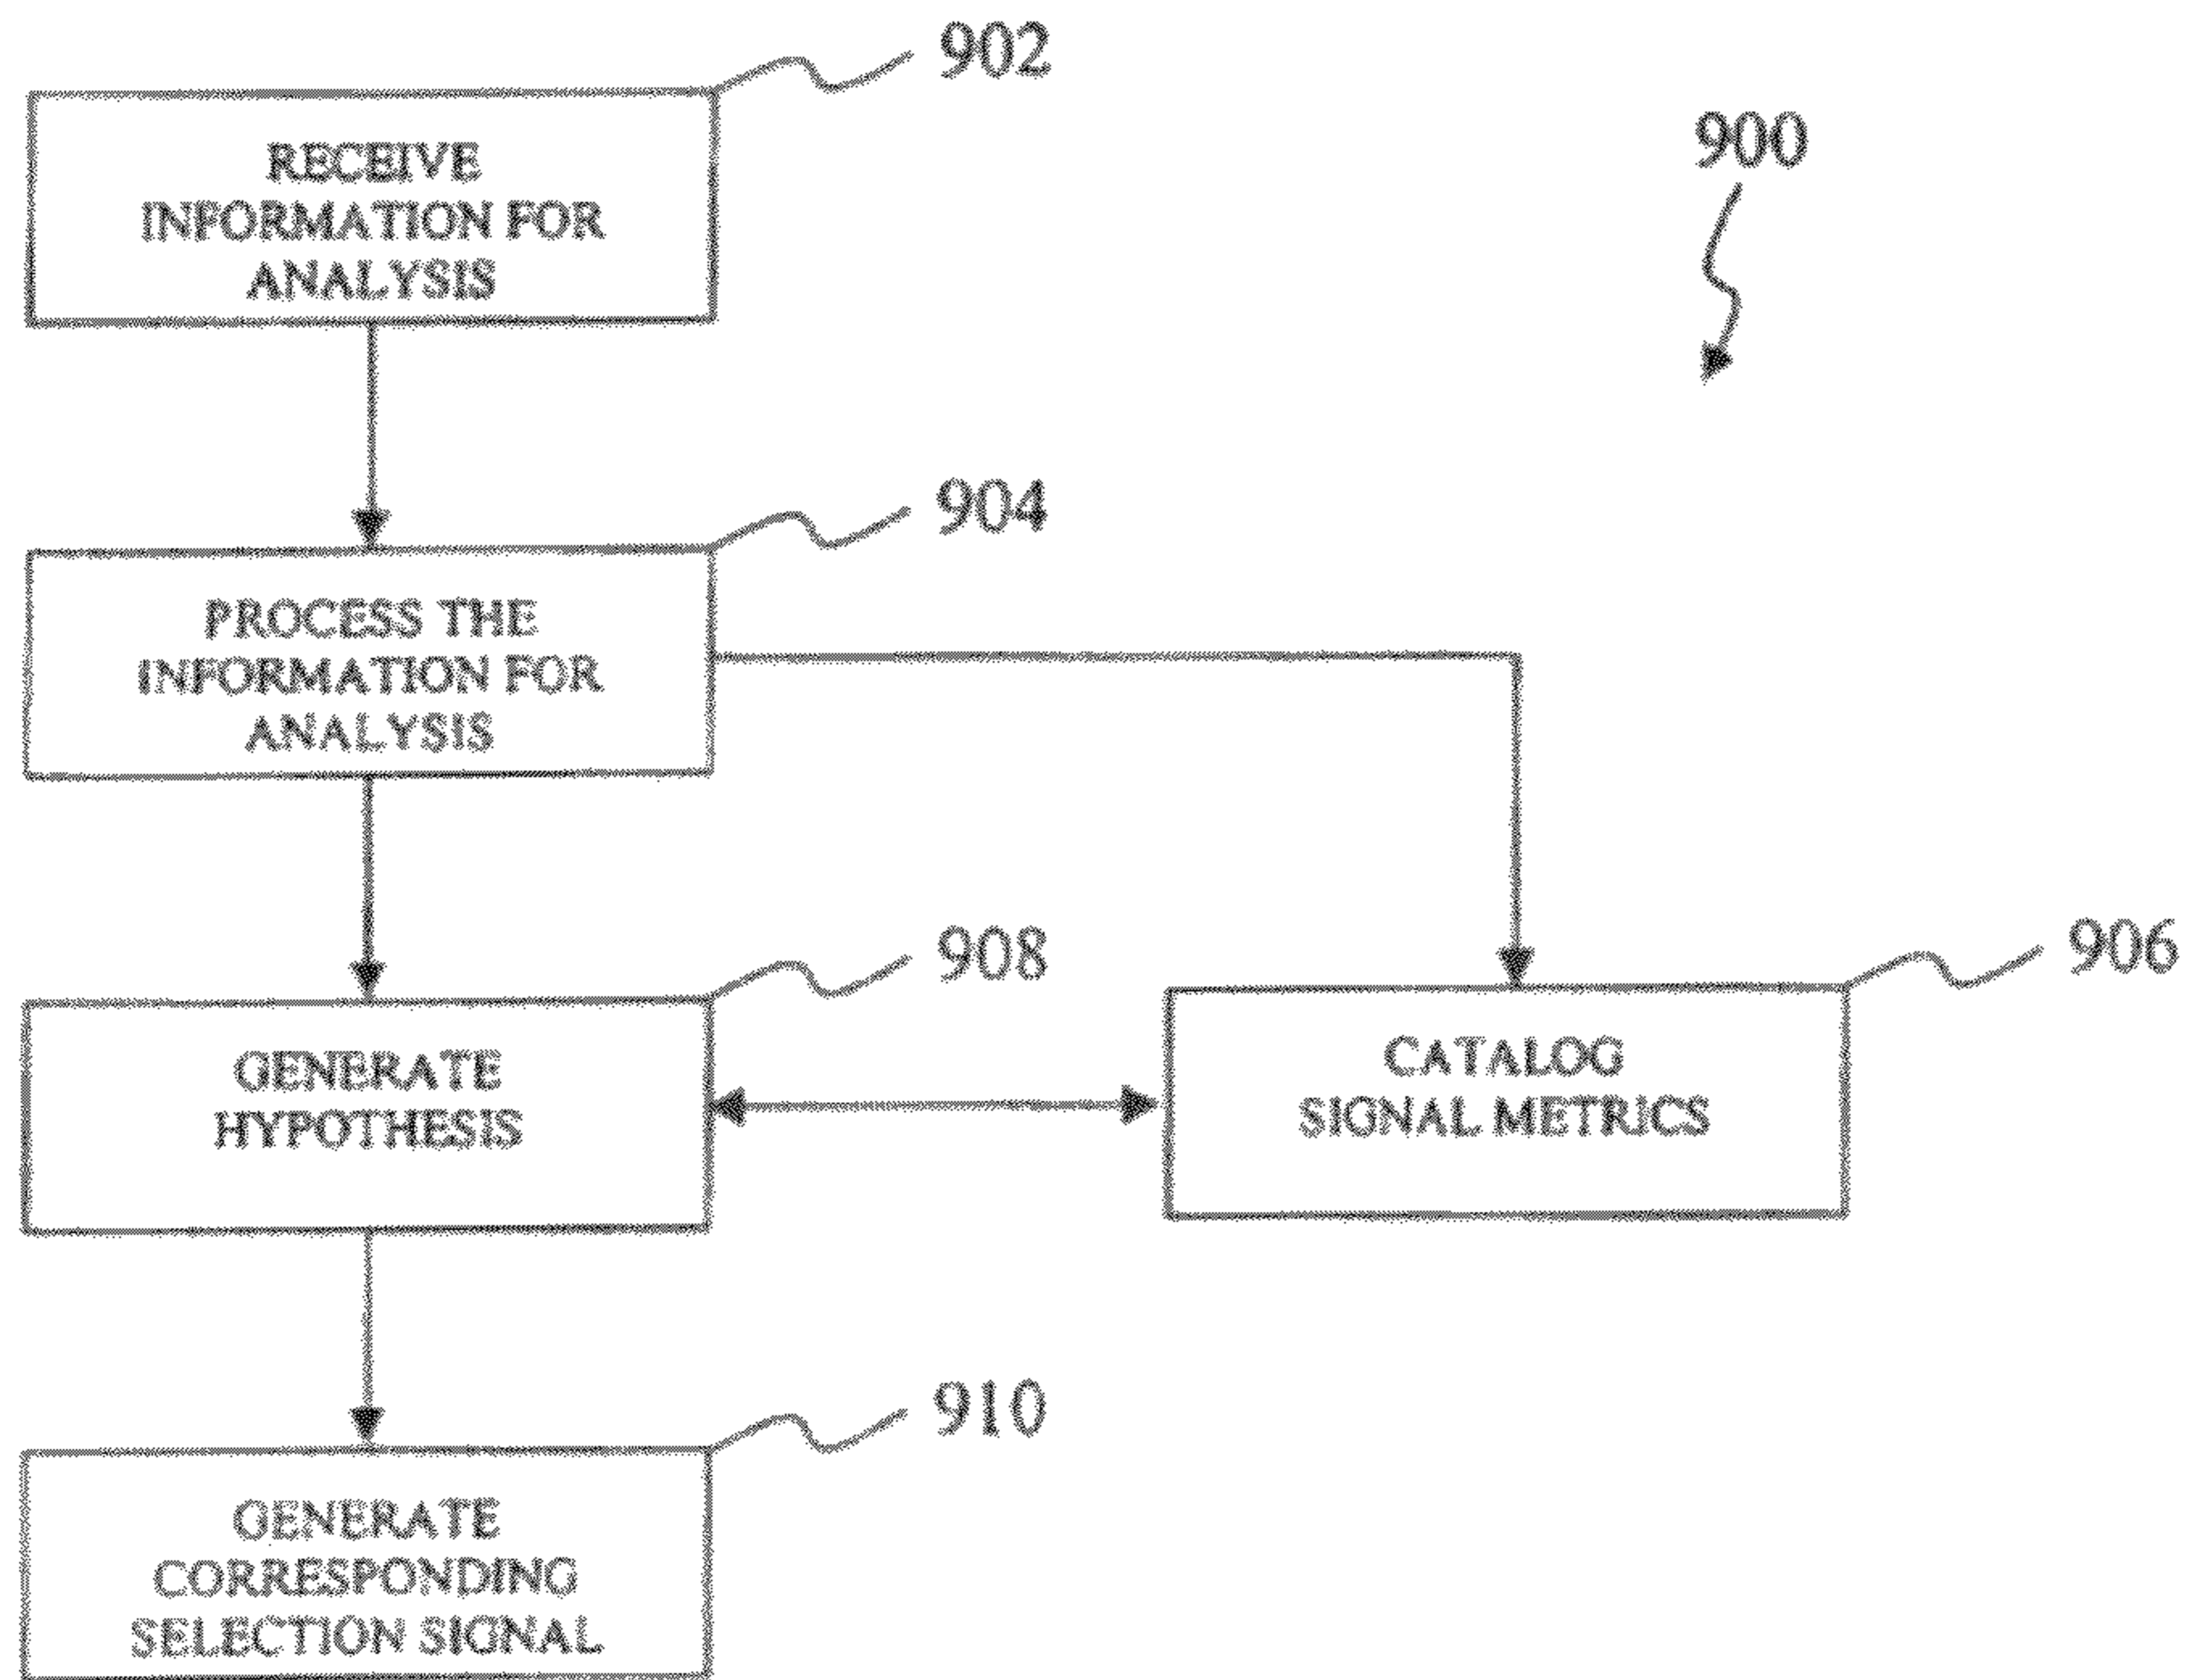 902
900
RECEIVE
INFORMATION FOR
ANALYSIS
904
PROCESS THE
INFORMATION FOR
ANALYSIS
908
906
GENERATE
HYPOTHESIS
CATALOG
SIGNAL METRICS
910
GENERATE
CORRESPONDING
SELECTION SIGNAL